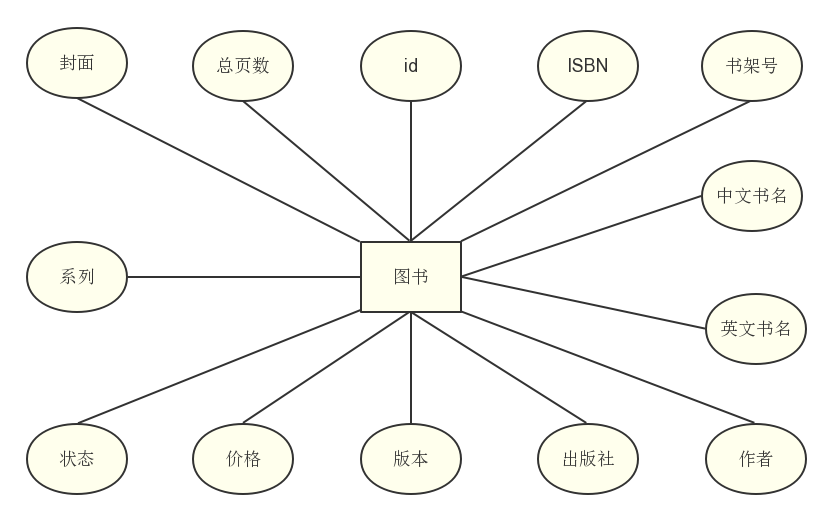 封面
总页数
id
ISBN
书架号
中文书名
系列
图书
英文书名
状态
价格
版本
出版社
作者